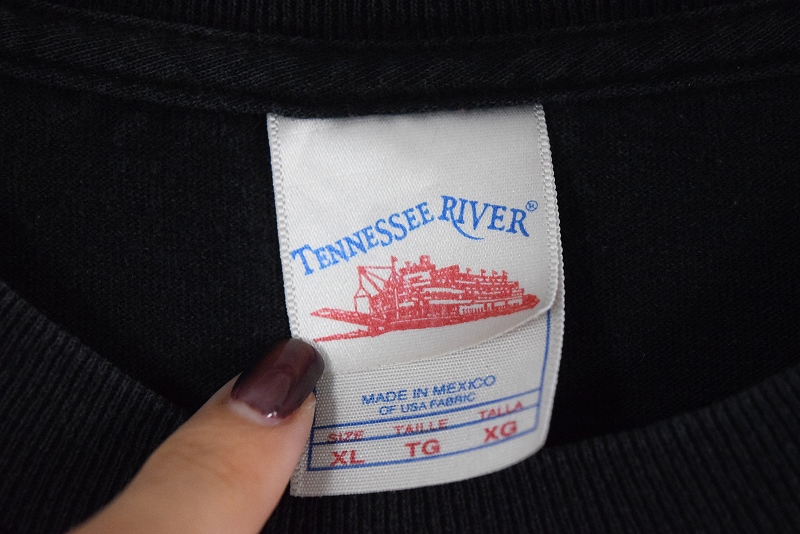 TENNESSEE RIVER®
MADE IN MEXICO
OF USA FABRIC
SIZE TAILLE TALLA
XL TG XG